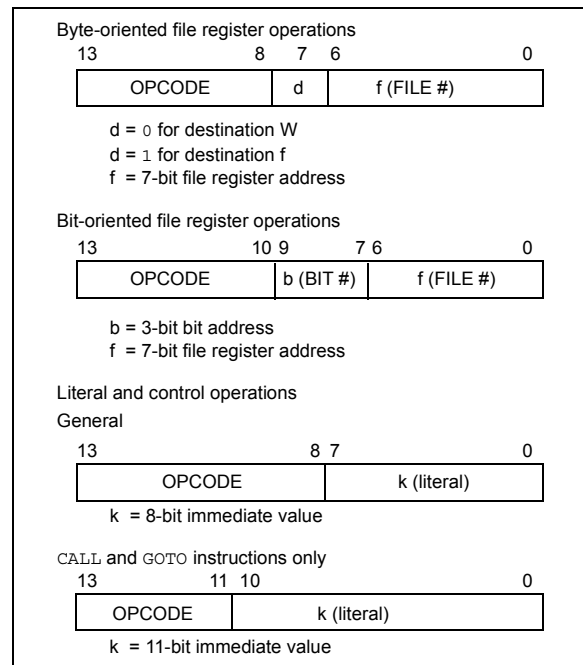 Byte-oriented file register operations
13 8 7 6 0
OPCODE d f (FILE #)
d = 0 for destination W
d = 1 for destination f
f = 7-bit file register address
Bit-oriented file register operations
13 10 9 7 6 0
OPCODE b (BIT #) f (FILE #)
b = 3-bit bit address
f = 7-bit file register address
Literal and control operations
General
13 8 7 0
OPCODE k (literal)
k = 8-bit immediate value
CALL and GOTO instructions only
13 11 10 0
OPCODE k (literal)
k = 11-bit immediate value